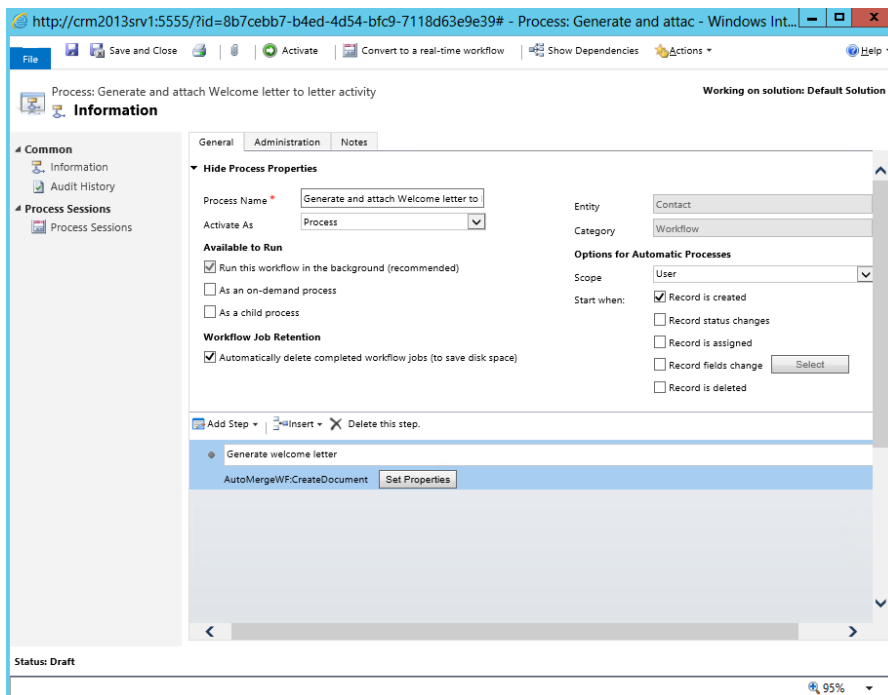 http://crm2013srv1:5555/?id=8b7cebb7-b4ed-4d54-bfc9-7118d63e9e39# - Process: Generate and attac - Windows Int...
File
Save and Close
Activate
Convert to a real-time workflow
Show Dependencies
Actions
Help
Process: Generate and attach Welcome letter to letter activity
Information
Working on solution: Default Solution
Common
Information
Audit History
Process Sessions
Process Sessions
General
Administration
Notes
Hide Process Properties
Process Name *
Generate and attach Welcome letter to
Activate As
Process
Available to Run
Run this workflow in the background (recommended)
As an on-demand process
As a child process
Workflow Job Retention
Automatically delete completed workflow jobs (to save disk space)
Entity
Contact
Category
Workflow
Options for Automatic Processes
Scope
User
Start when:
Record is created
Record status changes
Record is assigned
Record fields change
Select
Record is deleted
Add Step
Insert
Delete this step.
Generate welcome letter
AutoMergeWF:CreateDocument
Set Properties
Status: Draft
95%